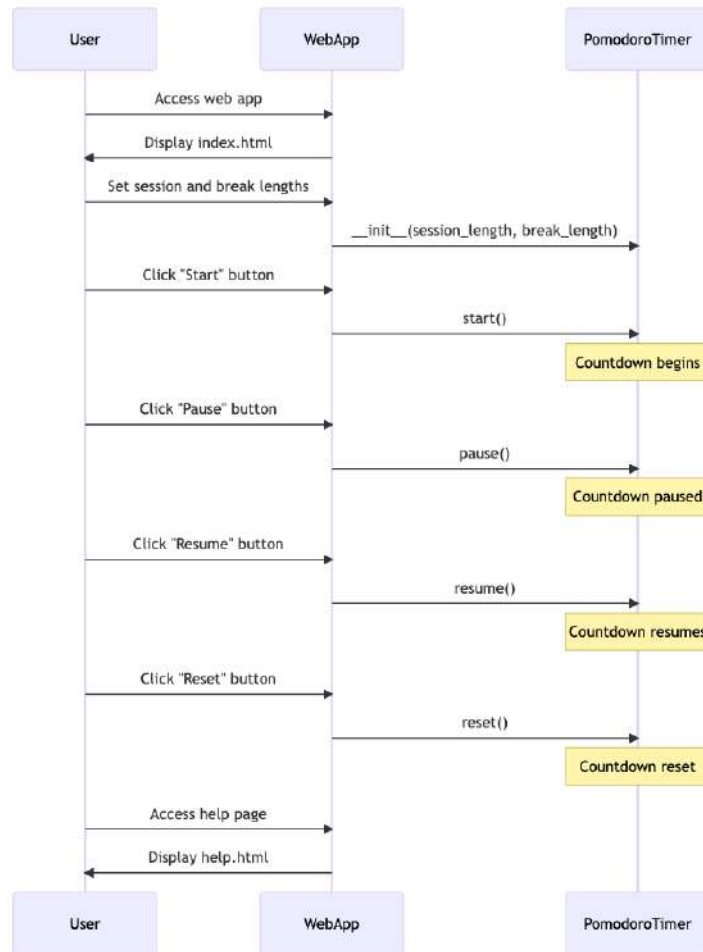 User
WebApp
PomodoroTimer
Access web app
Display index.html
Set session and break lengths
__init__(session_length, break_length)
Click "Start" button
start()
Countdown begins
Click "Pause" button
pause()
Countdown paused
Click "Resume" button
resume()
Countdown resumes
Click "Reset" button
reset()
Countdown reset
Access help page
Display help.html
User
WebApp
PomodoroTimer